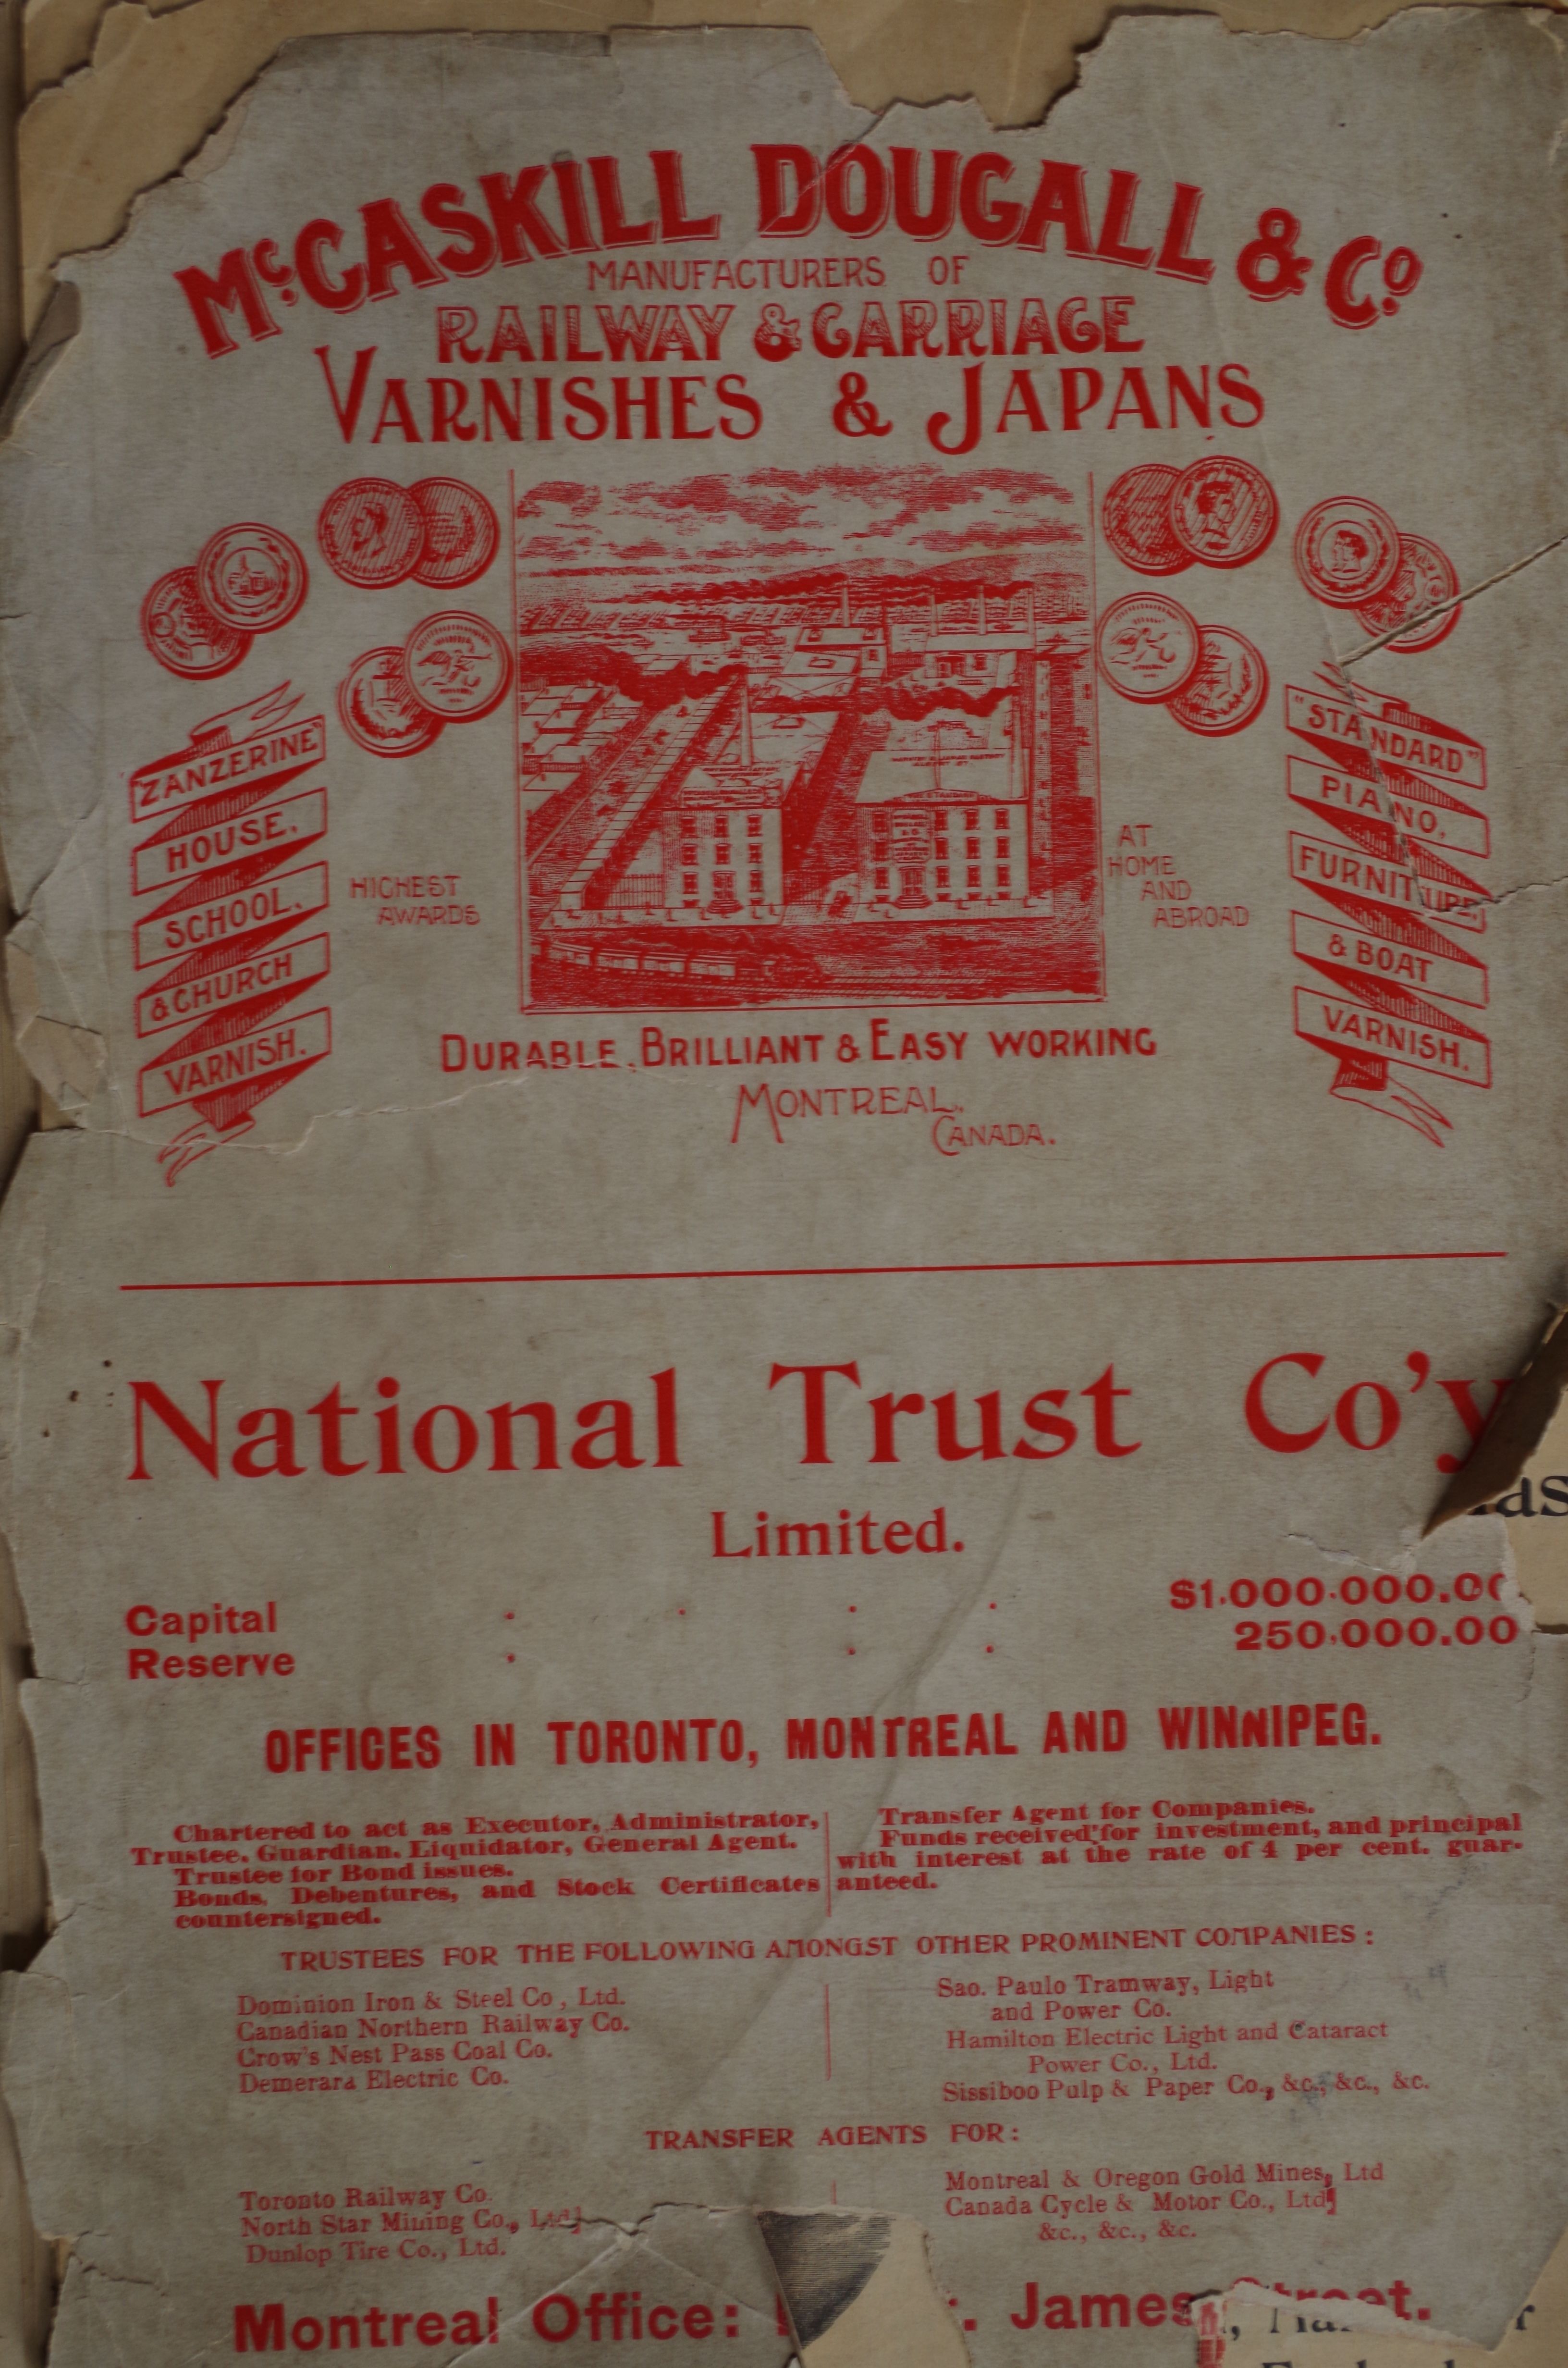 McCASKILL DOUGALL & Co
MANUFACTURERS OF
RAILWAY & CARRIAGE
VARNISHES & JAPANS
"ZANZERINE"
HOUSE,
SCHOOL,
& CHURCH
VARNISH.
HIGHEST
AWARDS
AT
HOME
AND
ABROAD
"STANDARD"
PIANO,
FURNITURE,
& BOAT
VARNISH.
DURABLE, BRILLIANT & EASY WORKING
MONTREAL,
CANADA.
National Trust Co'y
Limited.
Capital . . . . $1.000.000.00
Reserve . . . 250,000.00
OFFICES IN TORONTO, MONTREAL AND WINNIPEG.
Chartered to act as Executor, Administrator,
Trustee, Guardian, Liquidator, General Agent.
Trustee for Bond issues.
Bonds, Debentures, and Stock Certificates
countersigned.
Transfer Agent for Companies.
Funds received for investment, and principal
with interest at the rate of 4 per cent. guar-
anteed.
TRUSTEES FOR THE FOLLOWING AMONGST OTHER PROMINENT COMPANIES :
Dominion Iron & Steel Co , Ltd.
Canadian Northern Railway Co.
Crow's Nest Pass Coal Co.
Demerara Electric Co.
Sao. Paulo Tramway, Light
and Power Co.
Hamilton Electric Light and Cataract
Power Co., Ltd.
Sissiboo Pulp & Paper Co., &c., &c., &c.
TRANSFER AGENTS FOR :
Toronto Railway Co.
North Star Mining Co., Ltd.
Dunlop Tire Co., Ltd.
Montreal & Oregon Gold Mines, Ltd
Canada Cycle & Motor Co., Ltd,
&c., &c., &c.
Montreal Office: James Street.